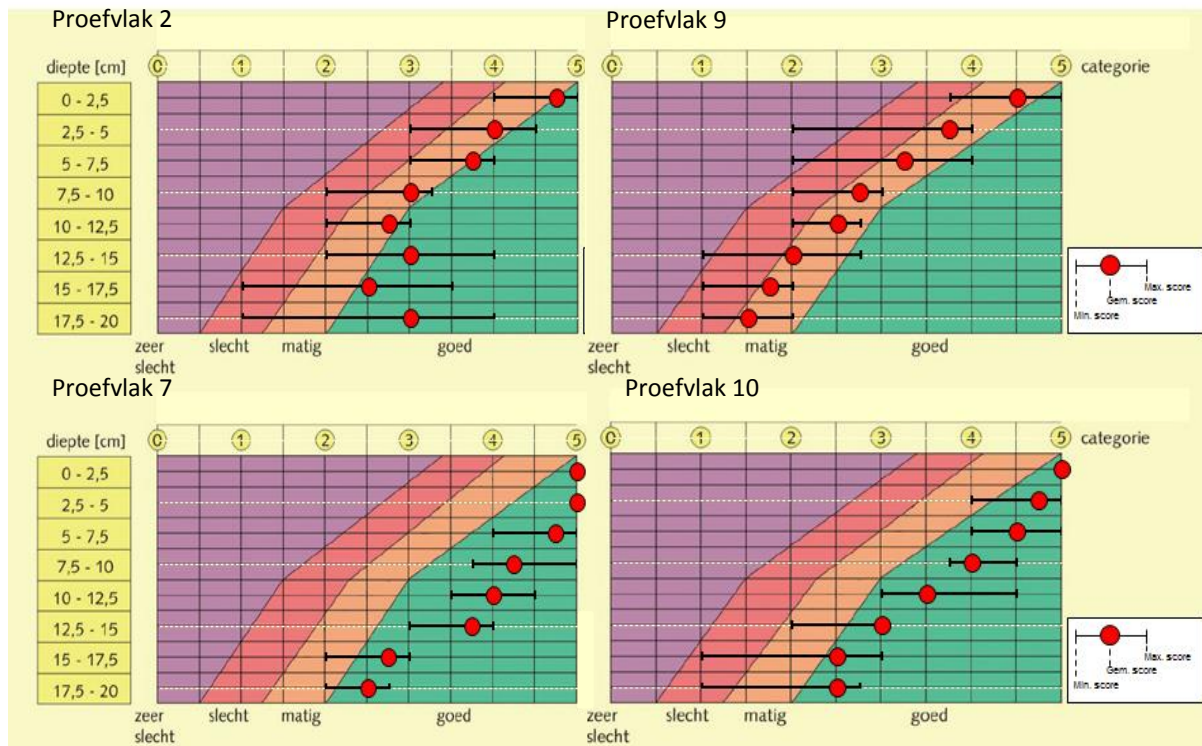 Proefvlak 2
Proefvlak 9
diepte [cm] 0 1 2 3 4 5
0 1 2 3 4 5 categorie
0 - 2,5
2,5 - 5
5 - 7,5
7,5 - 10
10 - 12,5
12,5 - 15
15 - 17,5
17,5 - 20
Max. score
Gem. score
Min. score
zeer
slecht
slecht
matig
goed
zeer
slecht
slecht
matig
goed
Proefvlak 7
Proefvlak 10
diepte [cm] 0 1 2 3 4 5
0 1 2 3 4 5 categorie
0 - 2,5
2,5 - 5
5 - 7,5
7,5 - 10
10 - 12,5
12,5 - 15
15 - 17,5
17,5 - 20
Max. score
Gem. score
Min. score
zeer
slecht
slecht
matig
goed
zeer
slecht
slecht
matig
goed